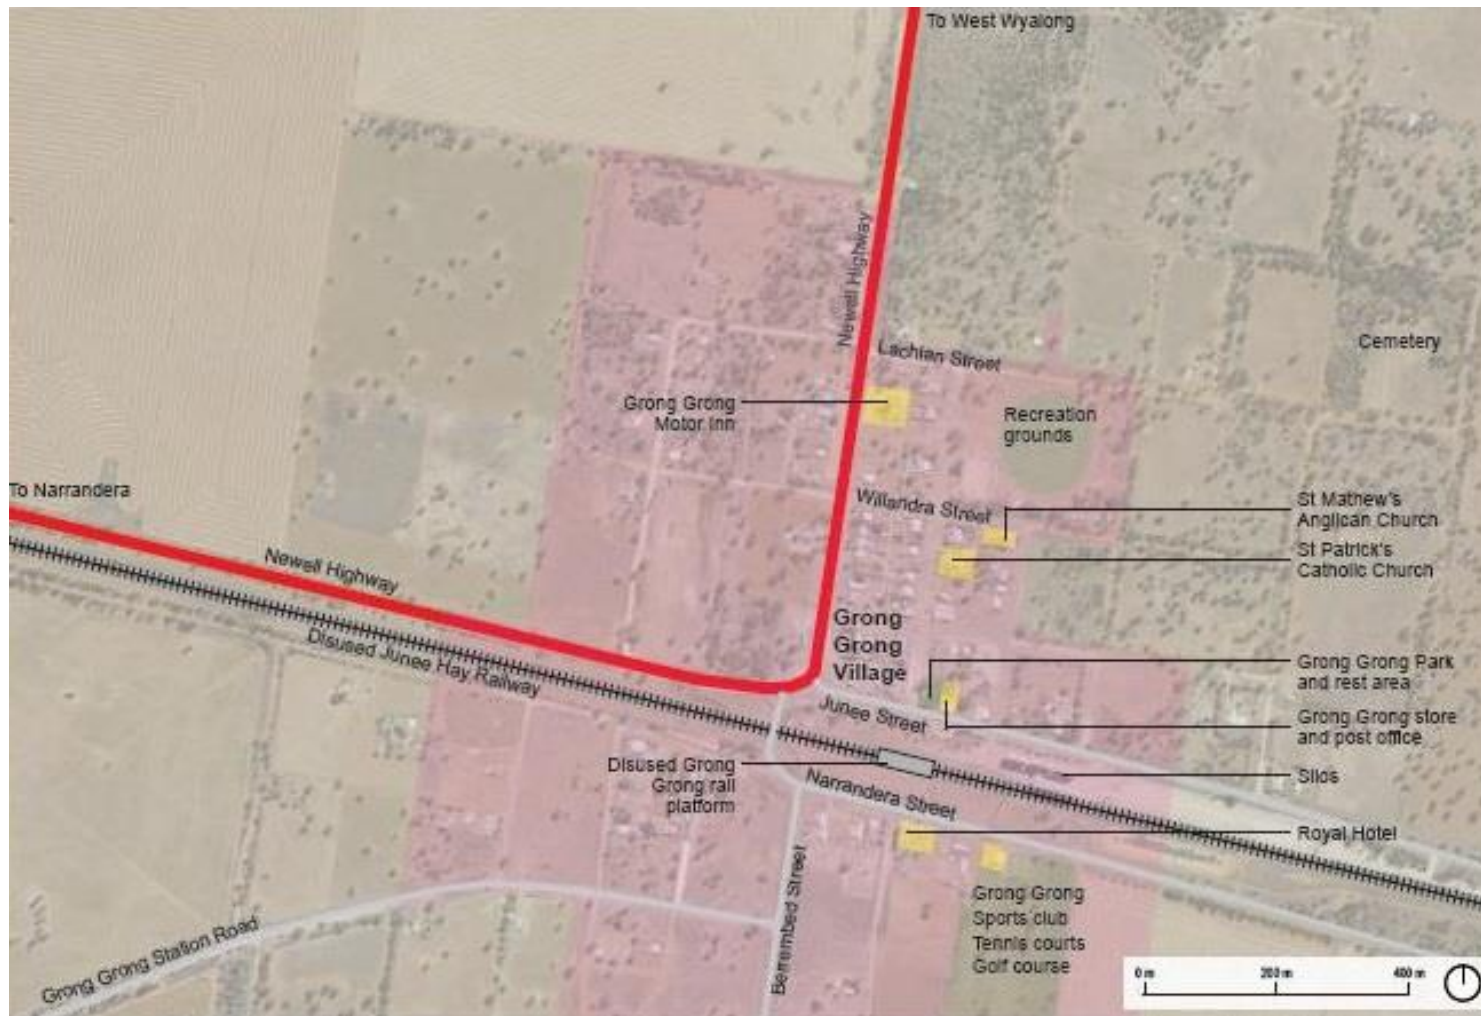 To West Wyalong
Newell Highway
Lachlan Street
Cemetery
Grong Grong
Motor Inn
Recreation
grounds
To Narrandera
Willandra Street
St Mathew's
Anglican Church
St Patrick's
Catholic Church
Newell Highway
Disused Junee Hay Railway
Grong
Grong
Village
Grong Grong Park
and rest area
Junee Street
Grong Grong store
and post office
Disused Grong
Grong rail
platform
Silos
Narrandera Street
Royal Hotel
Berrembed Street
Grong Grong
Sports club
Tennis courts
Golf course
Grong Grong Station Road
0 m 200 m 400 m